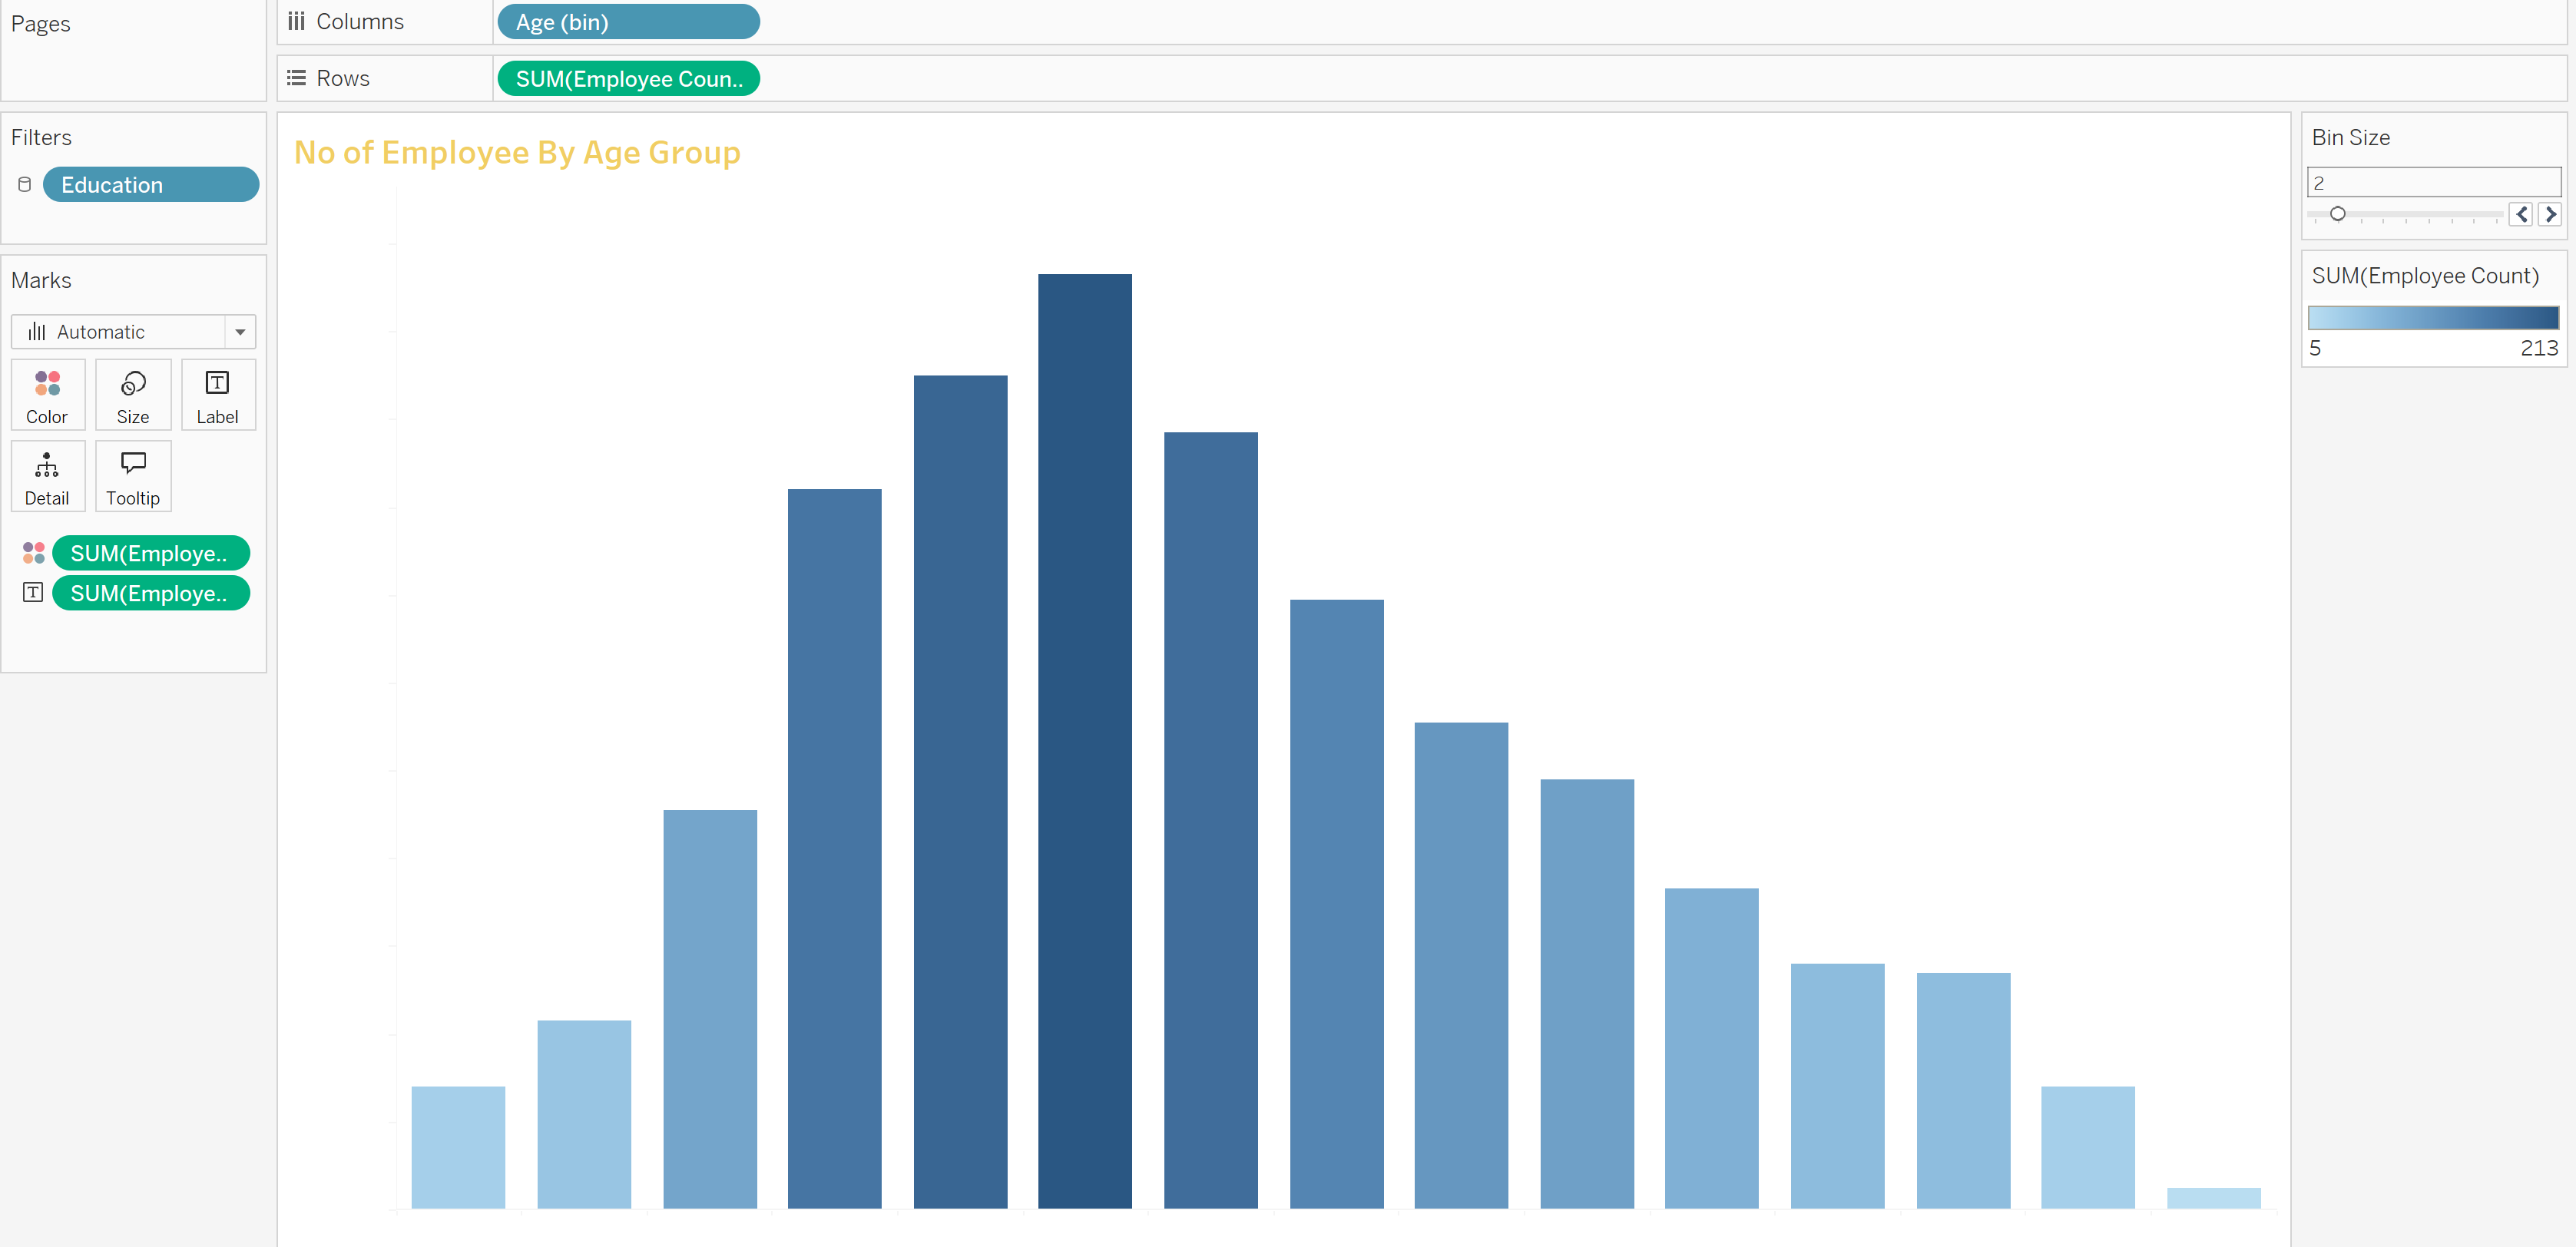 Pages
Columns
Age (bin)
Rows
SUM(Employee Coun..
Filters
Education
Marks
Automatic
Color
Size
Label
Detail
Tooltip
SUM(Employe..
SUM(Employe..
No of Employee By Age Group
Bin Size
2
SUM(Employee Count)
5
213